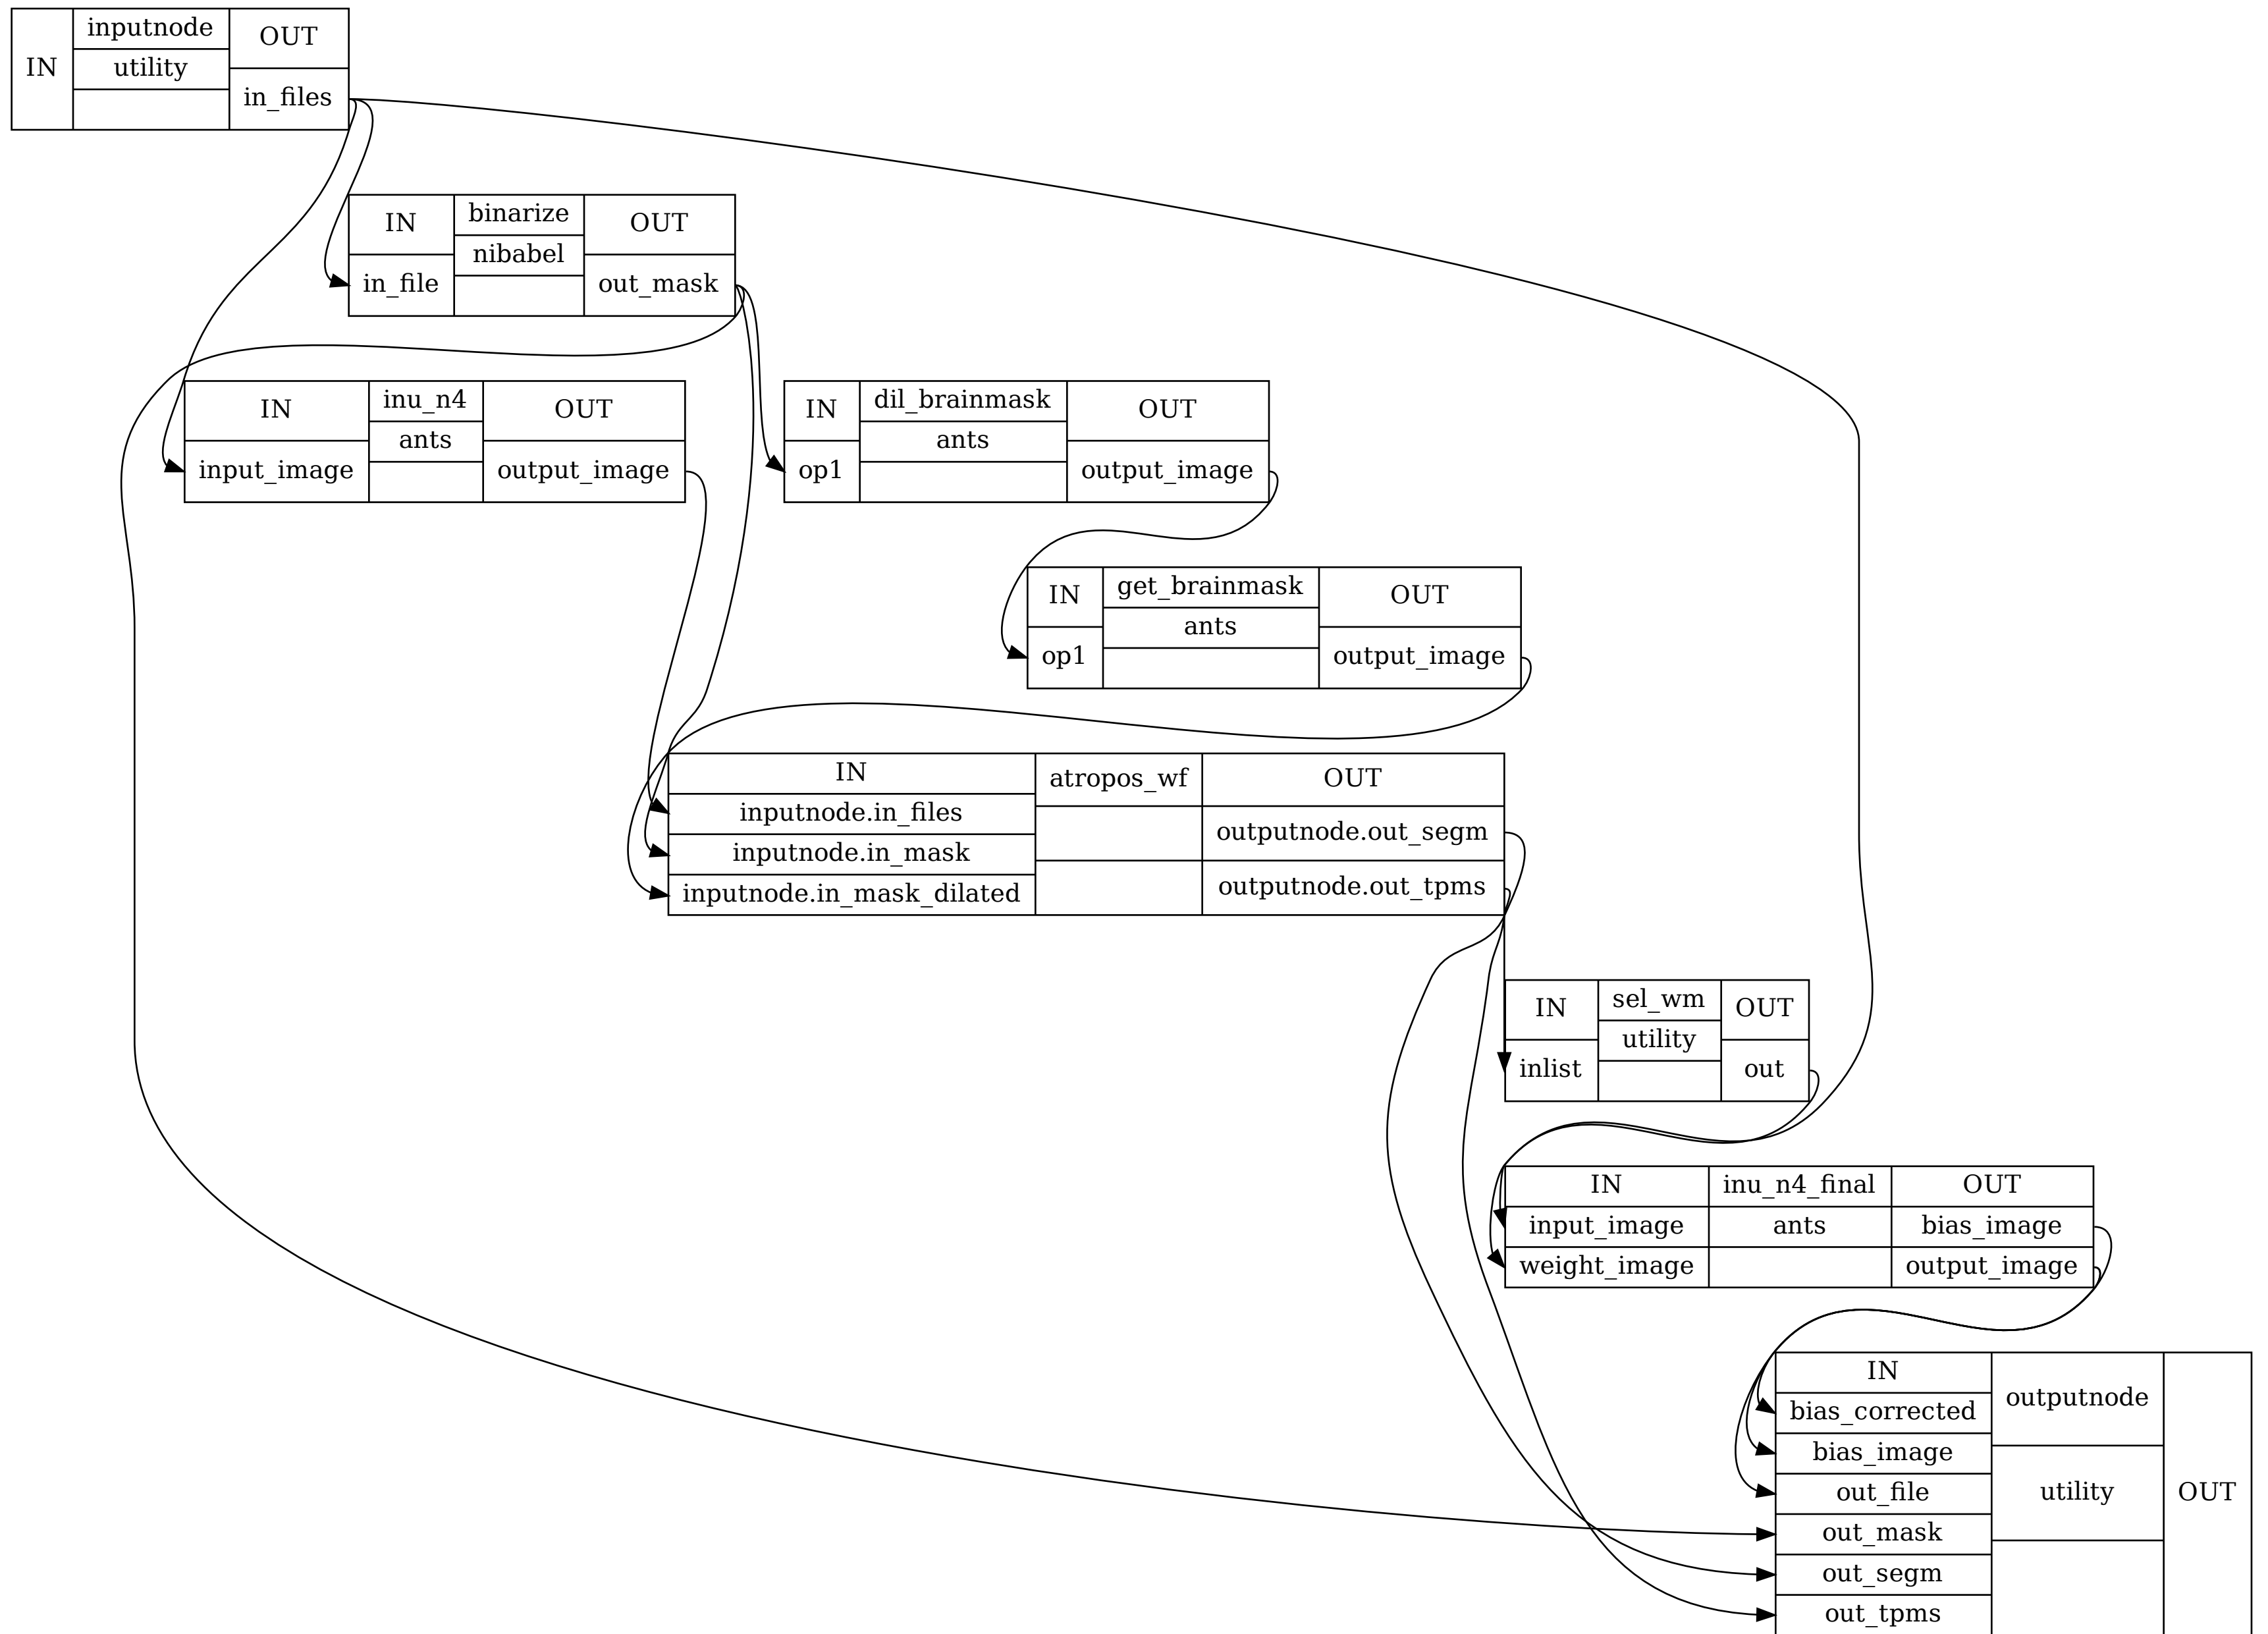 IN
inputnode
utility
OUT
in_files
IN
in_file
binarize
nibabel
OUT
out_mask
IN
input_image
inu_n4
ants
OUT
output_image
IN
op1
dil_brainmask
ants
OUT
output_image
IN
op1
get_brainmask
ants
OUT
output_image
IN
inputnode.in_files
inputnode.in_mask
inputnode.in_mask_dilated
atropos_wf
OUT
outputnode.out_segm
outputnode.out_tpms
IN
inlist
sel_wm
utility
OUT
out
IN
input_image
weight_image
inu_n4_final
ants
OUT
bias_image
output_image
IN
bias_corrected
bias_image
out_file
out_mask
out_segm
out_tpms
outputnode
utility
OUT